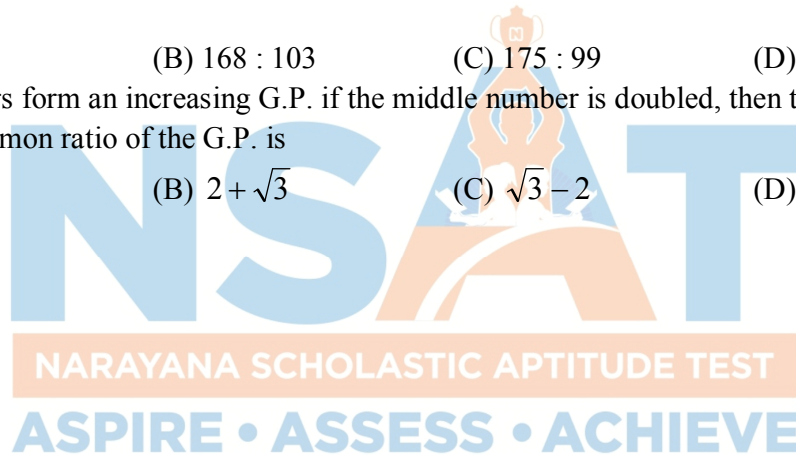 (B) 168 : 103 (C) 175 : 99 (D)
s form an increasing G.P. if the middle number is doubled, then t
mon ratio of the G.P. is
(B) 2 + √3 (C) √3 − 2 (D)
N
NSAT
NARAYANA SCHOLASTIC APTITUDE TEST
ASPIRE • ASSESS • ACHIEVE